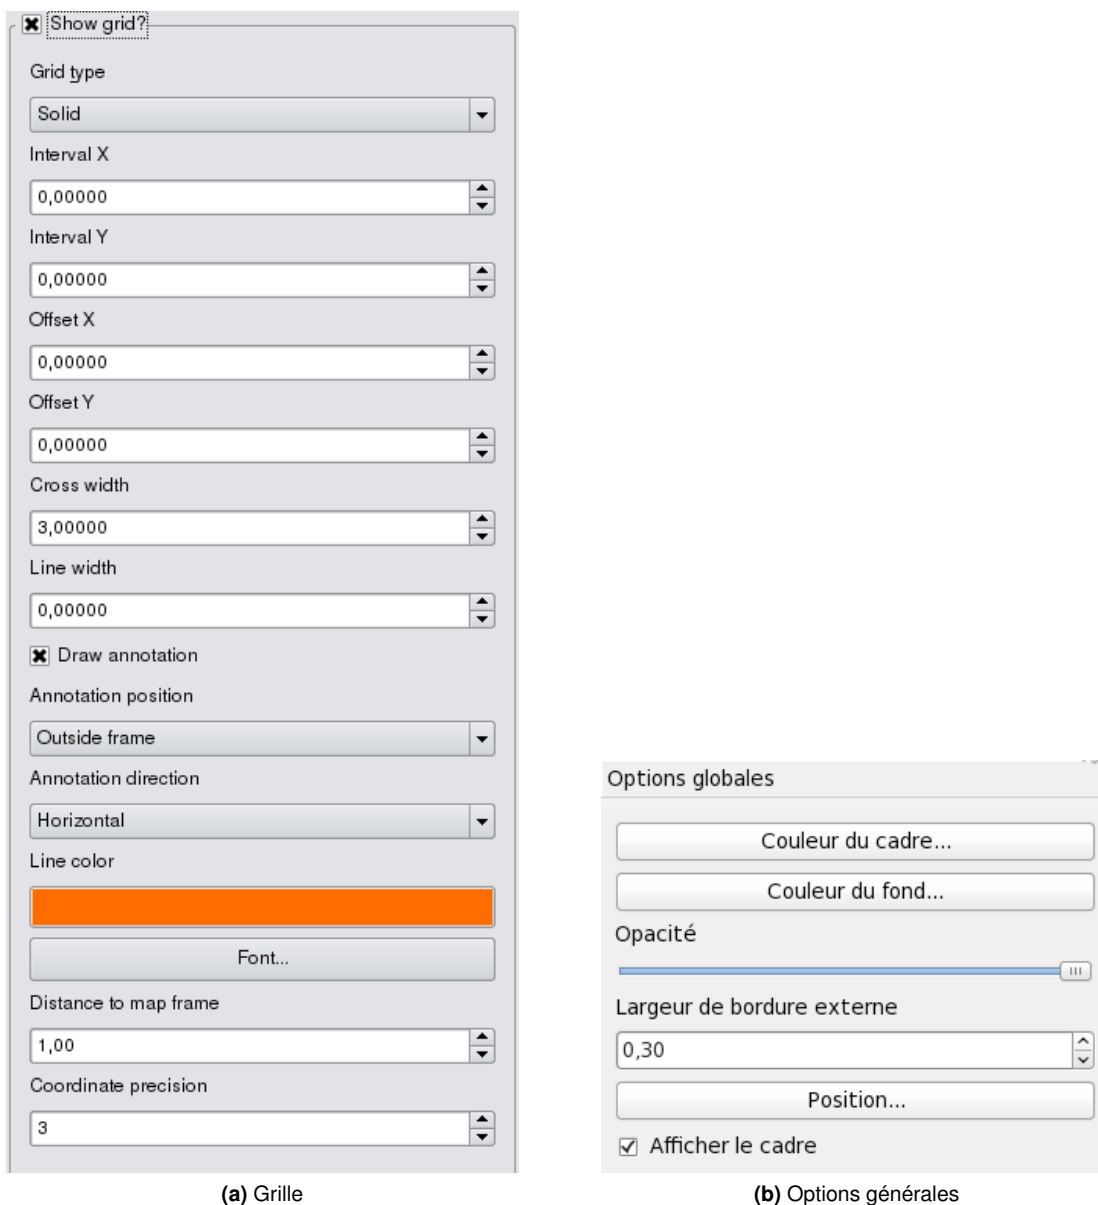 Show grid?
Grid type
Solid
Interval X
0,00000
Interval Y
0,00000
Offset X
0,00000
Offset Y
0,00000
Cross width
3,00000
Line width
0,00000
Draw annotation
Annotation position
Outside frame
Annotation direction
Horizontal
Line color
Font...
Distance to map frame
1,00
Coordinate precision
3
(a) Grille
Options globales
Couleur du cadre...
Couleur du fond...
Opacité
Largeur de bordure externe
0,30
Position...
Afficher le cadre
(b) Options générales